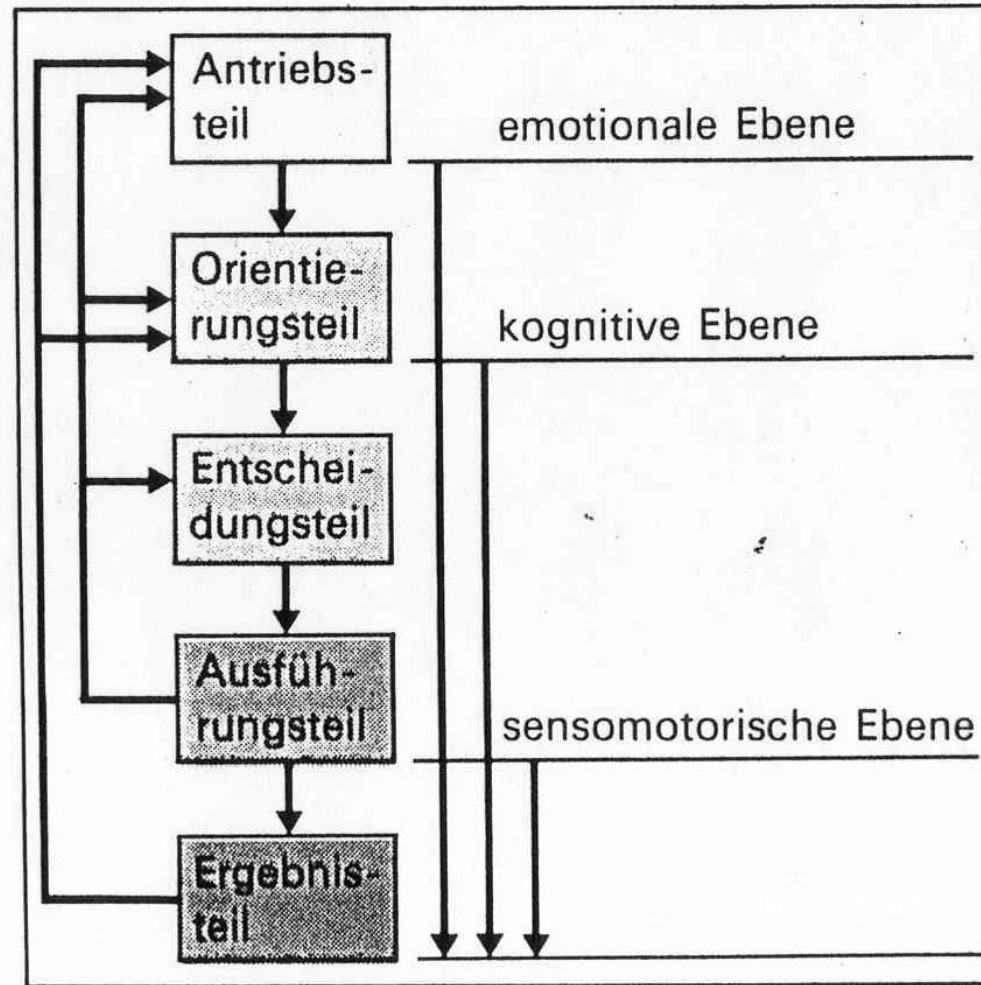 Antriebs-
teil
emotionale Ebene
Orientie-
rungsteil
kognitive Ebene
Entschei-
dungsteil
Ausfüh-
rungsteil
sensomotorische Ebene
Ergebnis-
teil